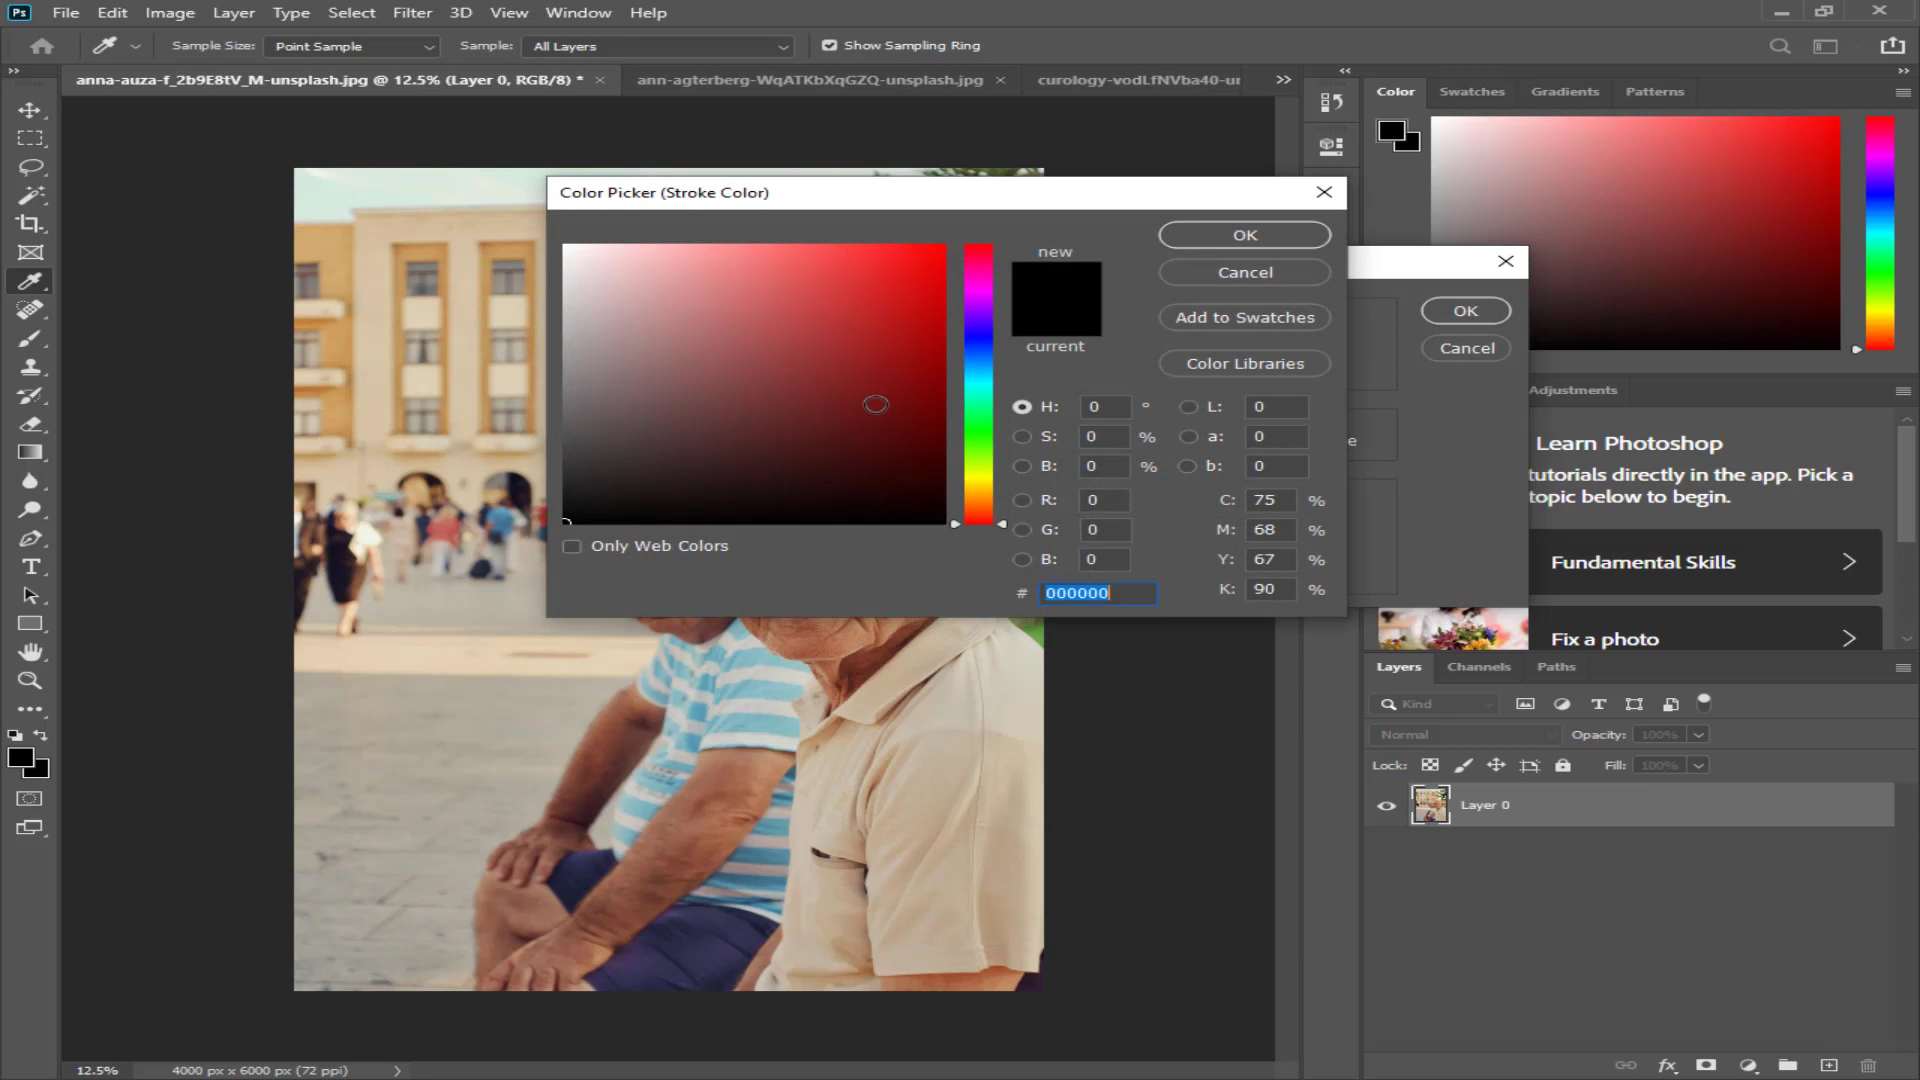 Ps File Edit Image Layer Type Select Filter 3D View Window Help
Sample Size: Point Sample Sample: All Layers Show Sampling Ring
anna-auza-f_2b9E8tV_M-unsplash.jpg @ 12.5% (Layer 0, RGB/8) * ann-agterberg-WqATKbXqGZQ-unsplash.jpg curology-vodLfNVba40-ur
Color Swatches Gradients Patterns
Color Picker (Stroke Color)
new
current
OK
Cancel
Add to Swatches
Color Libraries
H: 0 ° L: 0
S: 0 % a: 0
B: 0 % b: 0
R: 0 C: 75 %
G: 0 M: 68 %
B: 0 Y: 67 %
# 000000 K: 90 %
Only Web Colors
OK
Cancel
e
Adjustments
Learn Photoshop
tutorials directly in the app. Pick a
topic below to begin.
Fundamental Skills
Fix a photo
Layers Channels Paths
Kind
Normal Opacity: 100%
Lock: Fill: 100%
Layer 0
12.5% 4000 px x 6000 px (72 ppi)